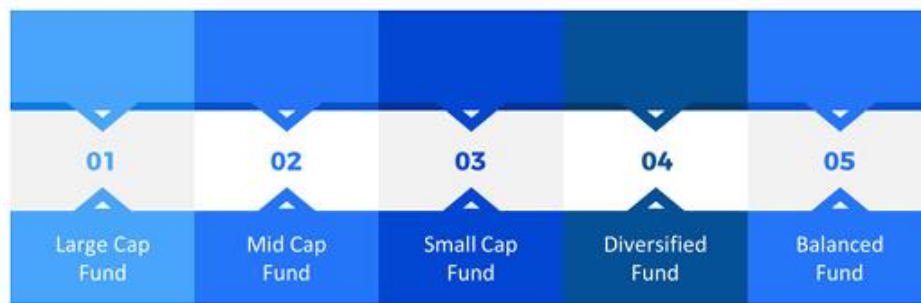 01
02
03
04
05
Large Cap
Fund
Mid Cap
Fund
Small Cap
Fund
Diversified
Fund
Balanced
Fund